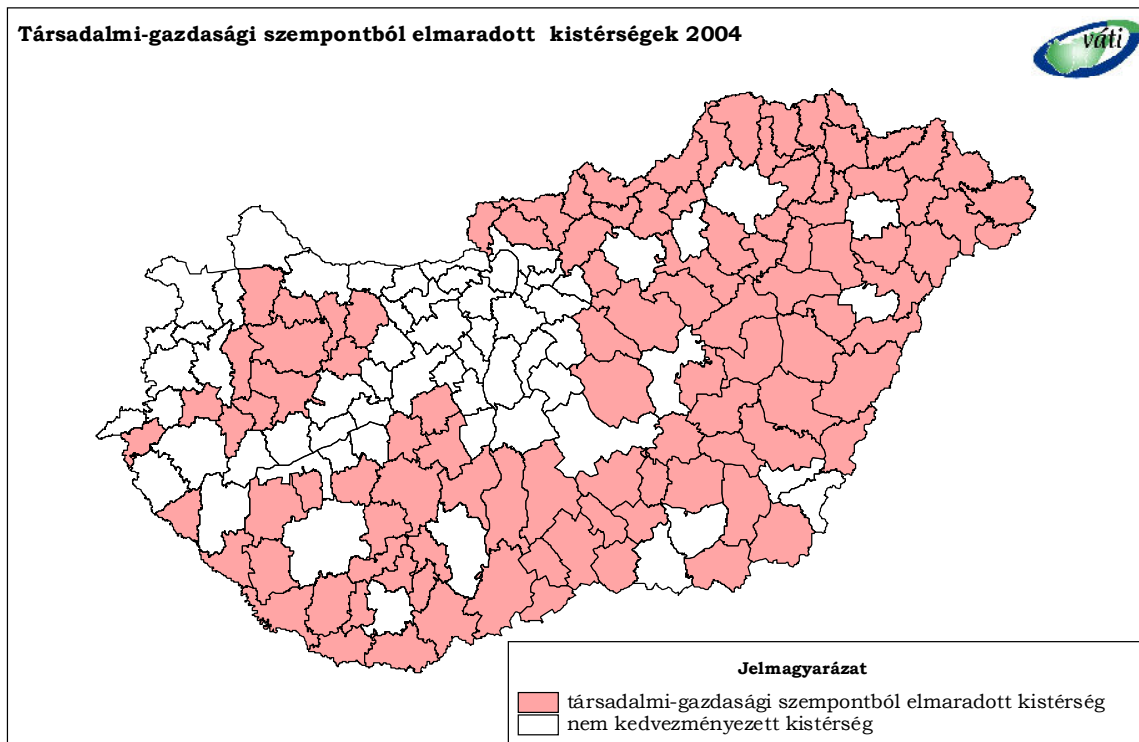 Társadalmi-gazdasági szempontból elmaradott kistérségek 2004
váti
Jelmagyarázat
társadalmi-gazdasági szempontból elmaradott kistérség
nem kedvezményezett kistérség